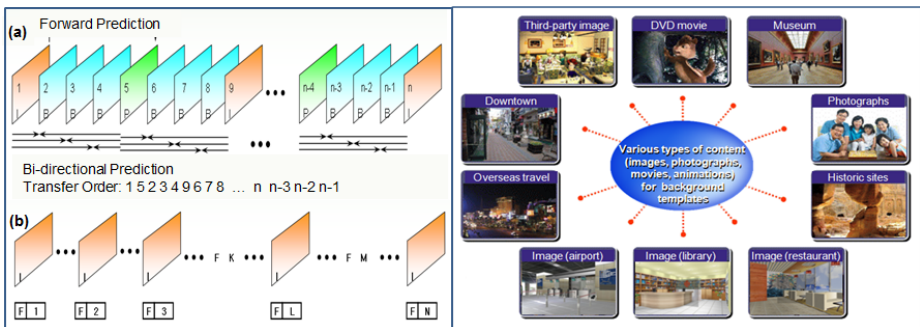 Forward Prediction
(a)
1 2 3 4 5 6 7 8 9 ••• n-4 n-3 n-2 n-1 n
I B B B P B B B I P B B B I
•••
Bi-directional Prediction
Transfer Order: 1 5 2 3 4 9 6 7 8 ... n n-3 n-2 n-1
(b)
••• ••• ••• F K ••• ••• F M •••
I I I I I
F 1 F 2 F 3 F L F N
Third-party image
DVD movie
Museum
Downtown
Photographs
Various types of content
(images, photographs,
movies, animations)
for background
templates
Overseas travel
Historic sites
Image (airport)
Image (library)
Image (restaurant)